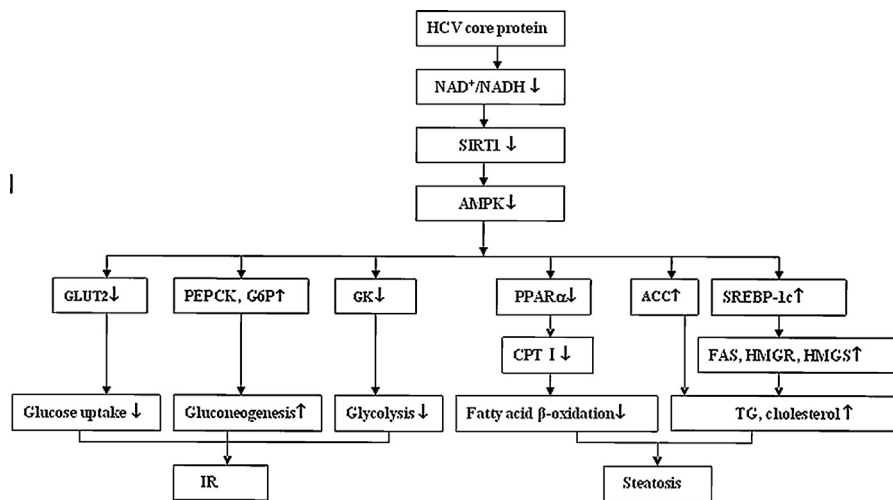 HCV core protein
NAD⁺/NADH ↓
SIRT1 ↓
AMPK↓
GLUT2↓
PEPCK, G6P↑
GK↓
PPARα↓
ACC↑
SREBP-1c↑
CPT I ↓
FAS, HMGR, HMGS↑
Glucose uptake ↓
Gluconeogenesis↑
Glycolysis↓
Fatty acid β-oxidation↓
TG, cholesterol↑
IR
Steatosis